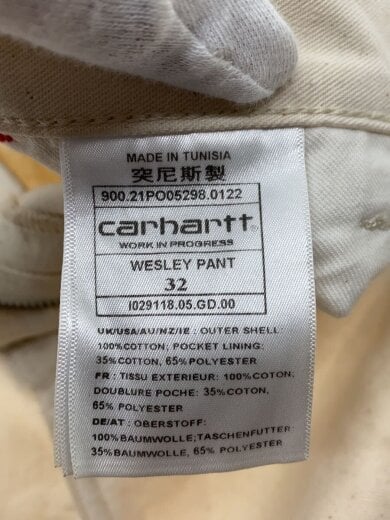 MADE IN TUNISIA
突尼斯製
900.21PO05298.0122
carhartt
WORK IN PROGRESS
WESLEY PANT
32
I029118.05.GD.00
UK/USA/AU/NZ/IE : OUTER SHELL:
100%COTTON; POCKET LINING:
35%COTTON, 65% POLYESTER
FR : TISSU EXTERIEUR: 100%COTON;
DOUBLURE POCHE: 35%COTON,
65% POLYESTER
DE/AT : OBERSTOFF:
100%BAUMWOLLE;TASCHENFUTTER:
35% BAUMWOLLE, 65% POLYESTER